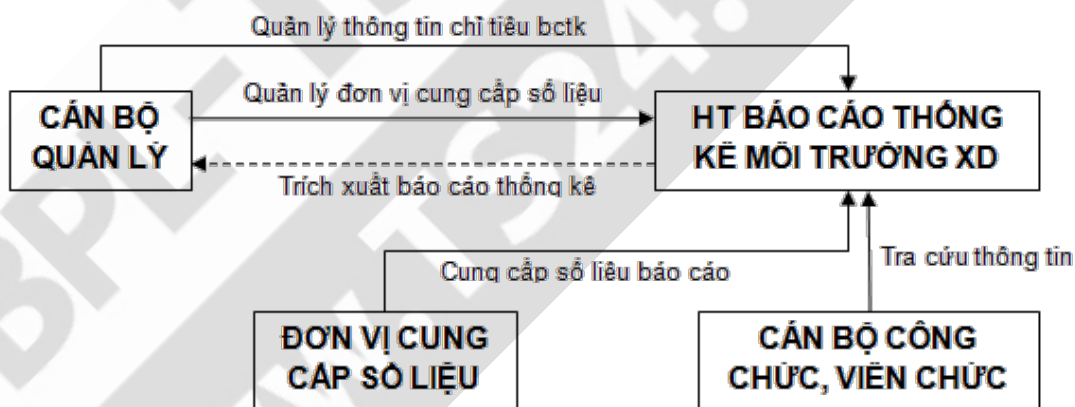 Quản lý thông tin chỉ tiêu bctk
Quản lý đơn vị cung cấp số liệu
CÁN BỘ
QUẢN LÝ
HT BÁO CÁO THỐNG
KÊ MÔI TRƯỜNG XD
Trích xuất báo cáo thống kê
Cung cấp số liệu báo cáo
Tra cứu thông tin
ĐƠN VỊ CUNG
CẤP SỐ LIỆU
CÁN BỘ CÔNG
CHỨC, VIÊN CHỨC